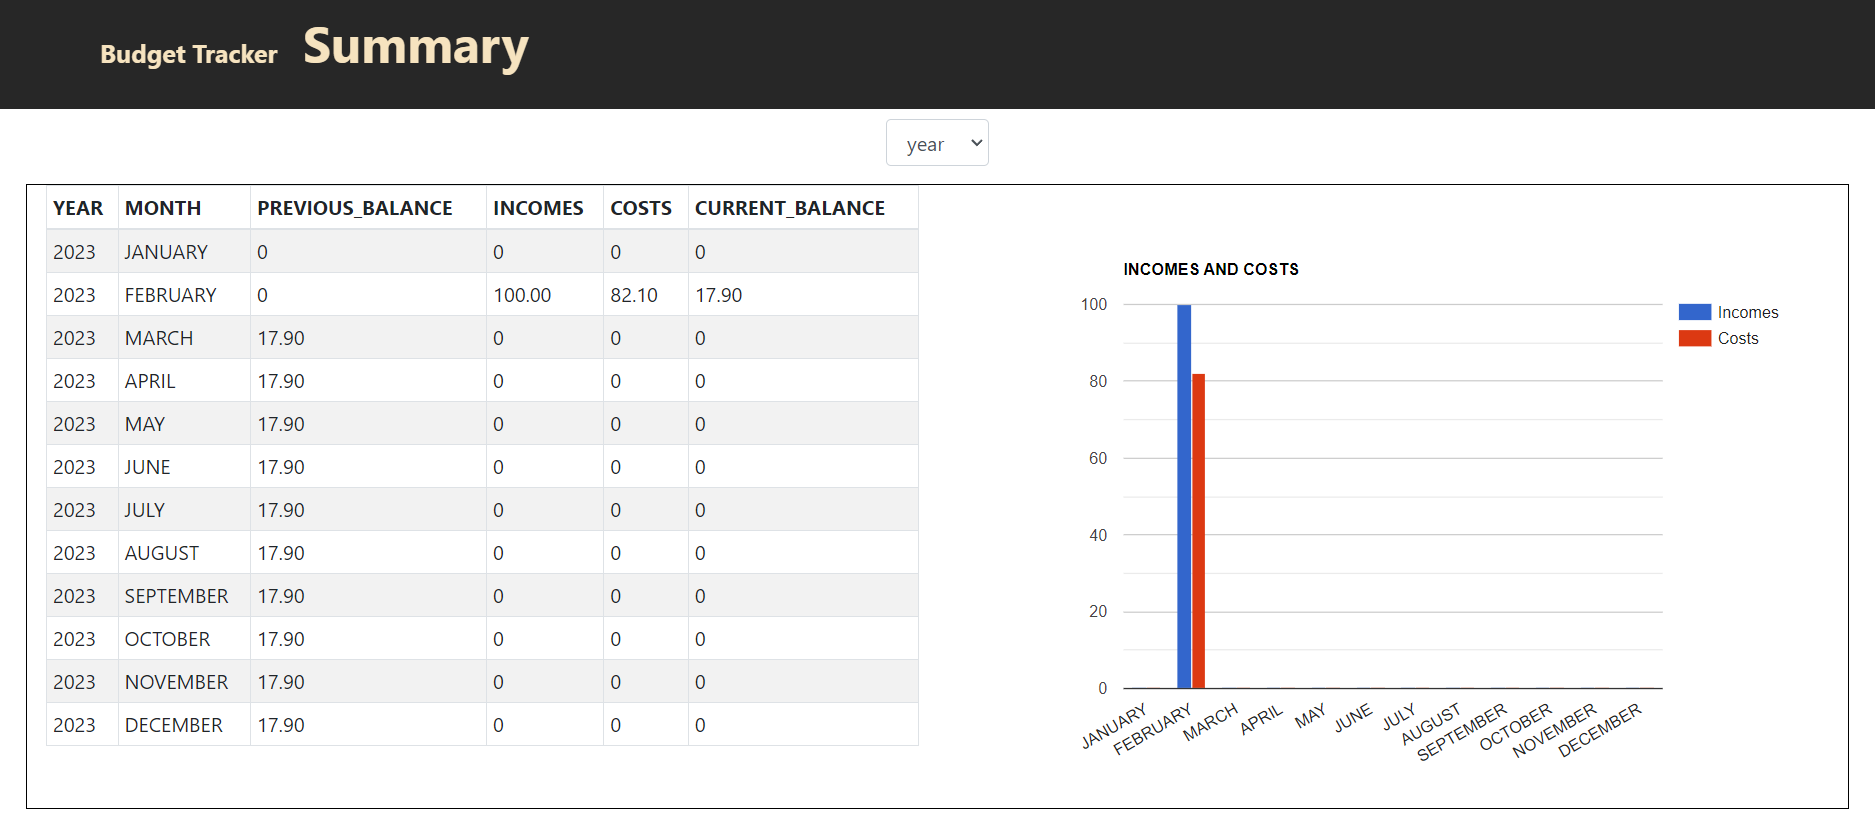 Budget Tracker Summary
year
YEAR MONTH PREVIOUS_BALANCE INCOMES COSTS CURRENT_BALANCE
2023 JANUARY 0 0 0 0
2023 FEBRUARY 0 100.00 82.10 17.90
2023 MARCH 17.90 0 0 0
2023 APRIL 17.90 0 0 0
2023 MAY 17.90 0 0 0
2023 JUNE 17.90 0 0 0
2023 JULY 17.90 0 0 0
2023 AUGUST 17.90 0 0 0
2023 SEPTEMBER 17.90 0 0 0
2023 OCTOBER 17.90 0 0 0
2023 NOVEMBER 17.90 0 0 0
2023 DECEMBER 17.90 0 0 0
INCOMES AND COSTS
100
80
60
40
20
0
JANUARY
FEBRUARY
MARCH
APRIL
MAY
JUNE
JULY
AUGUST
SEPTEMBER
OCTOBER
NOVEMBER
DECEMBER
Incomes
Costs